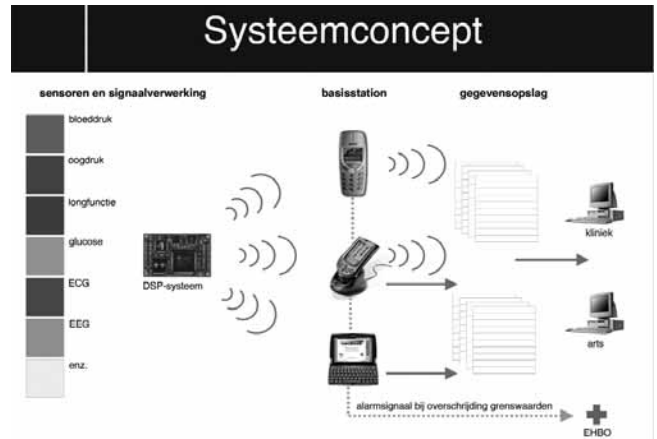 Systeemconcept
sensoren en signaalverwerking
basisstation
gegevensopslag
bloeddruk
oogdruk
longfunctie
glucose
ECG
EEG
enz.
DSP-systeem
kliniek
arts
alarmsignaal bij overschrijding grenswaarden
EHBO